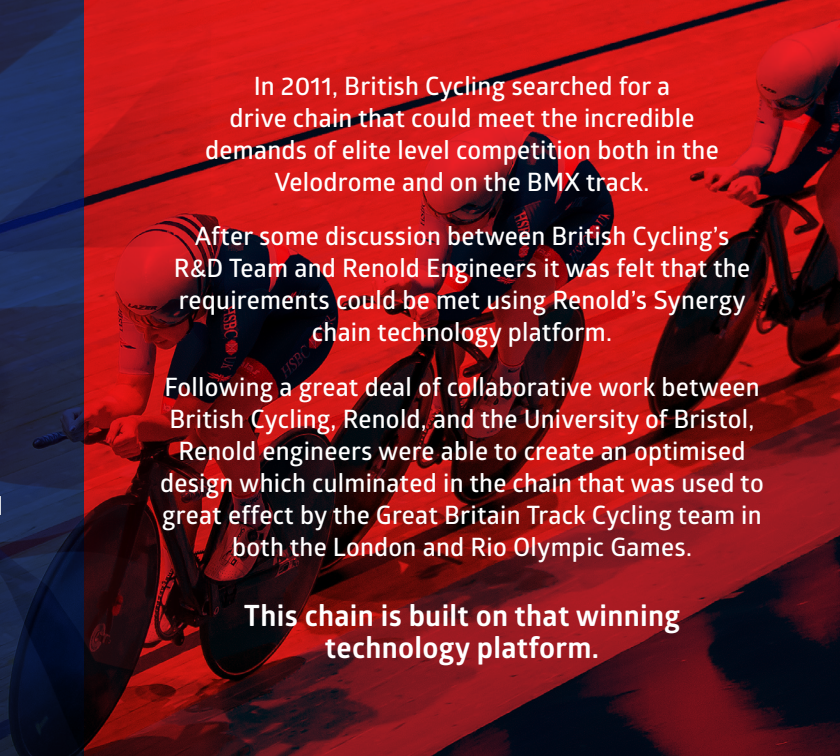 In 2011, British Cycling searched for a
drive chain that could meet the incredible
demands of elite level competition both in the
Velodrome and on the BMX track.
After some discussion between British Cycling's
R&D Team and Renold Engineers it was felt that the
requirements could be met using Renold's Synergy
chain technology platform.
Following a great deal of collaborative work between
British Cycling, Renold, and the University of Bristol,
Renold engineers were able to create an optimised
design which culminated in the chain that was used to
great effect by the Great Britain Track Cycling team in
both the London and Rio Olympic Games.
This chain is built on that winning
technology platform.
HSBC UK
HSBC
HSBC